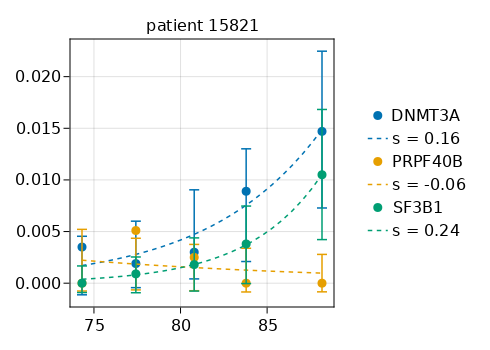 patient 15821
0.020
0.015
0.010
0.005
0.000
75
80
85
DNMT3A
s = 0.16
PRPF40B
s = -0.06
SF3B1
s = 0.24